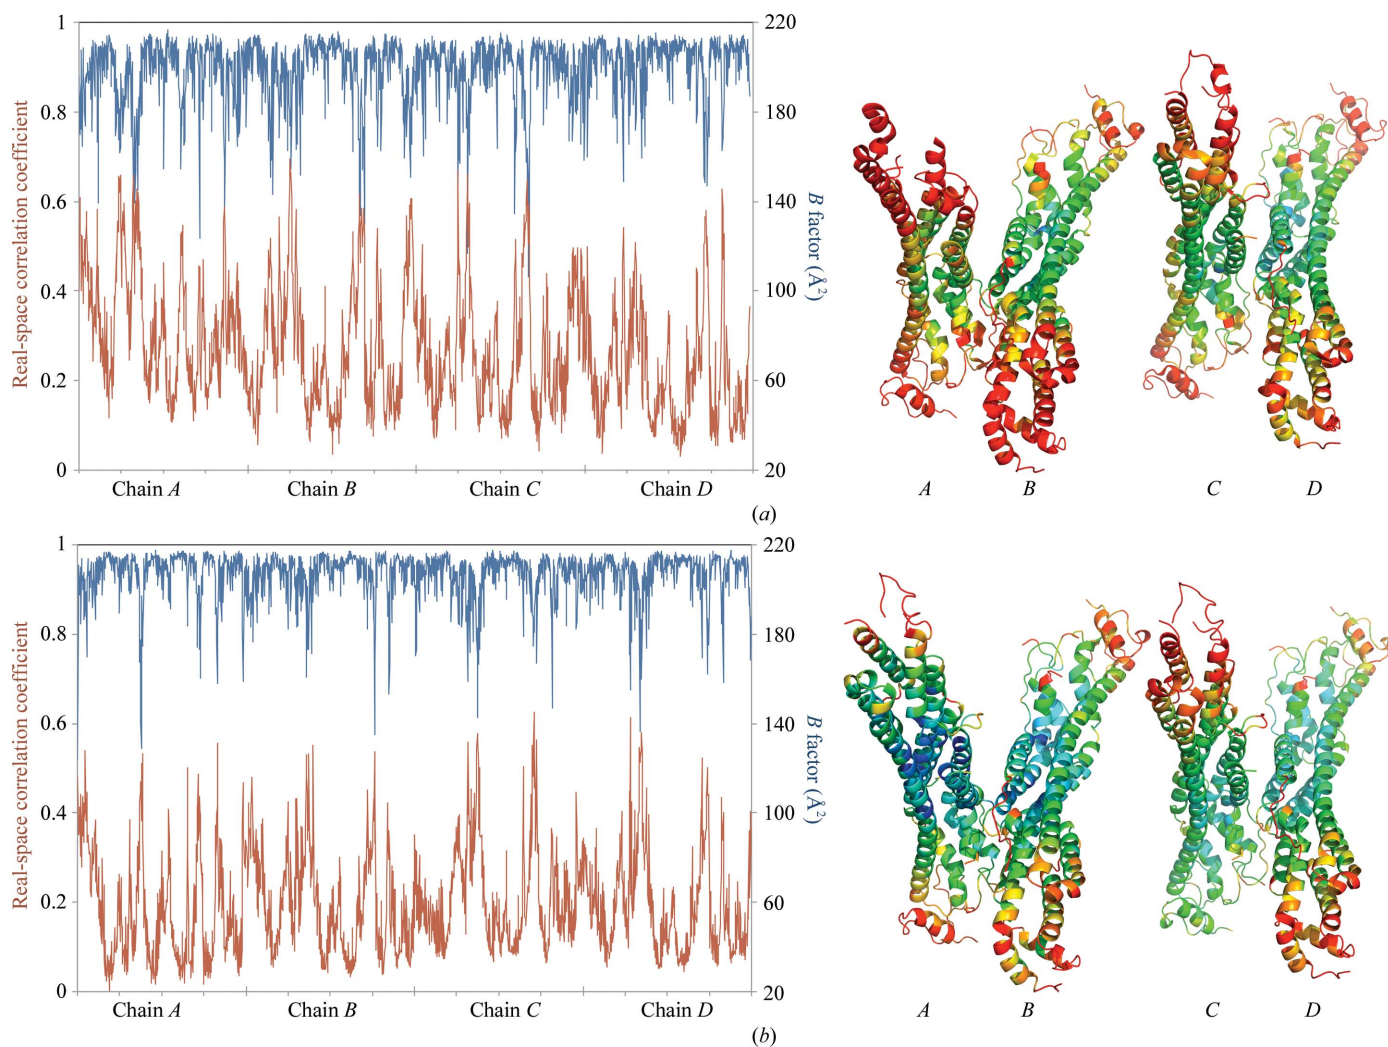 Real-space correlation coefficient
1
0.8
0.6
0.4
0.2
0
220
180
140
100
60
20
B factor (Å²)
Chain A
Chain B
Chain C
Chain D
A
B
C
D
(a)
Real-space correlation coefficient
1
0.8
0.6
0.4
0.2
0
220
180
140
100
60
20
B factor (Å²)
Chain A
Chain B
Chain C
Chain D
A
B
C
D
(b)